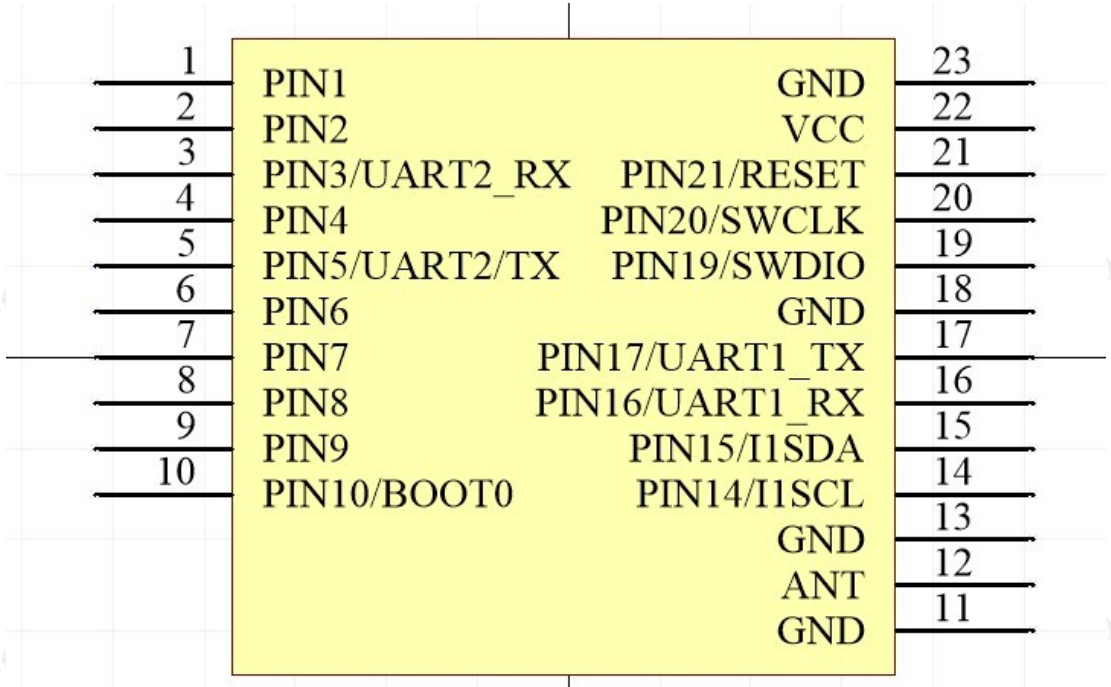 1 PIN1 GND 23
2 PIN2 VCC 22
3 PIN3/UART2_RX PIN21/RESET 21
4 PIN4 PIN20/SWCLK 20
5 PIN5/UART2/TX PIN19/SWDIO 19
6 PIN6 GND 18
7 PIN7 PIN17/UART1_TX 17
8 PIN8 PIN16/UART1_RX 16
9 PIN9 PIN15/I1SDA 15
10 PIN10/BOOT0 PIN14/I1SCL 14
GND 13
ANT 12
GND 11